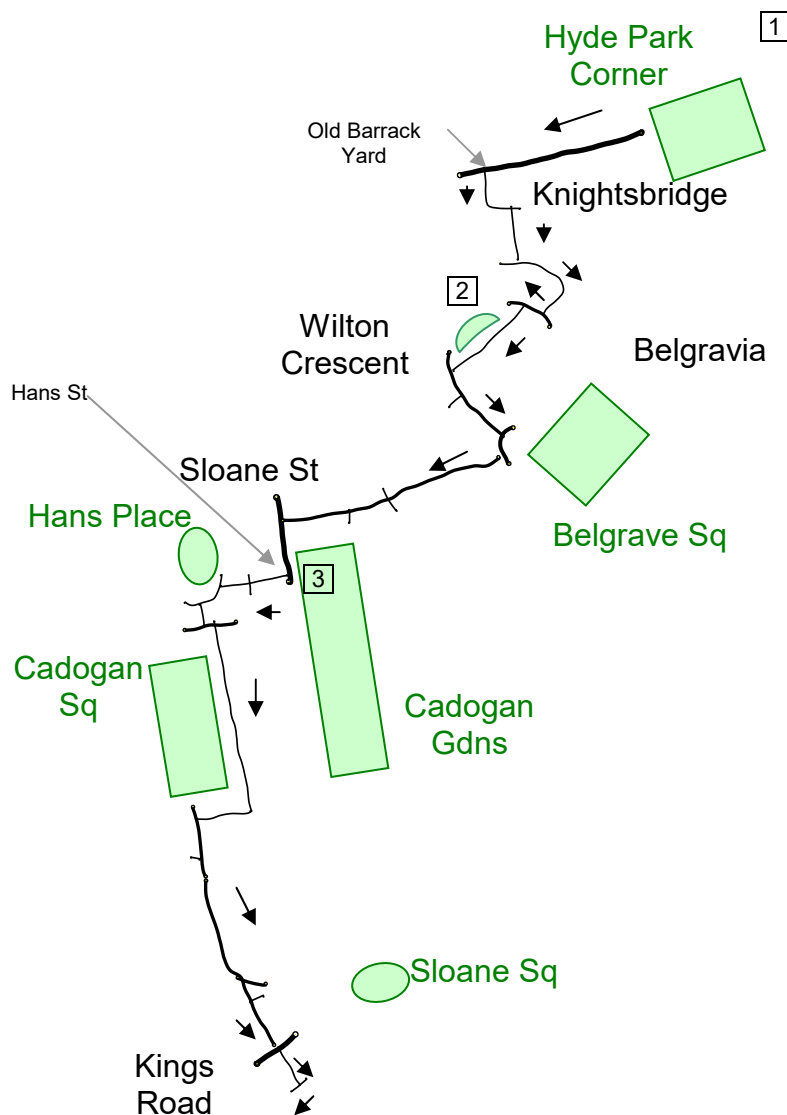 1
Hyde Park
Corner
Old Barrack
Yard
Knightsbridge
2
Wilton
Crescent
Belgravia
Hans St
Sloane St
Hans Place
Belgrave Sq
3
Cadogan
Sq
Cadogan
Gdns
Sloane Sq
Kings
Road